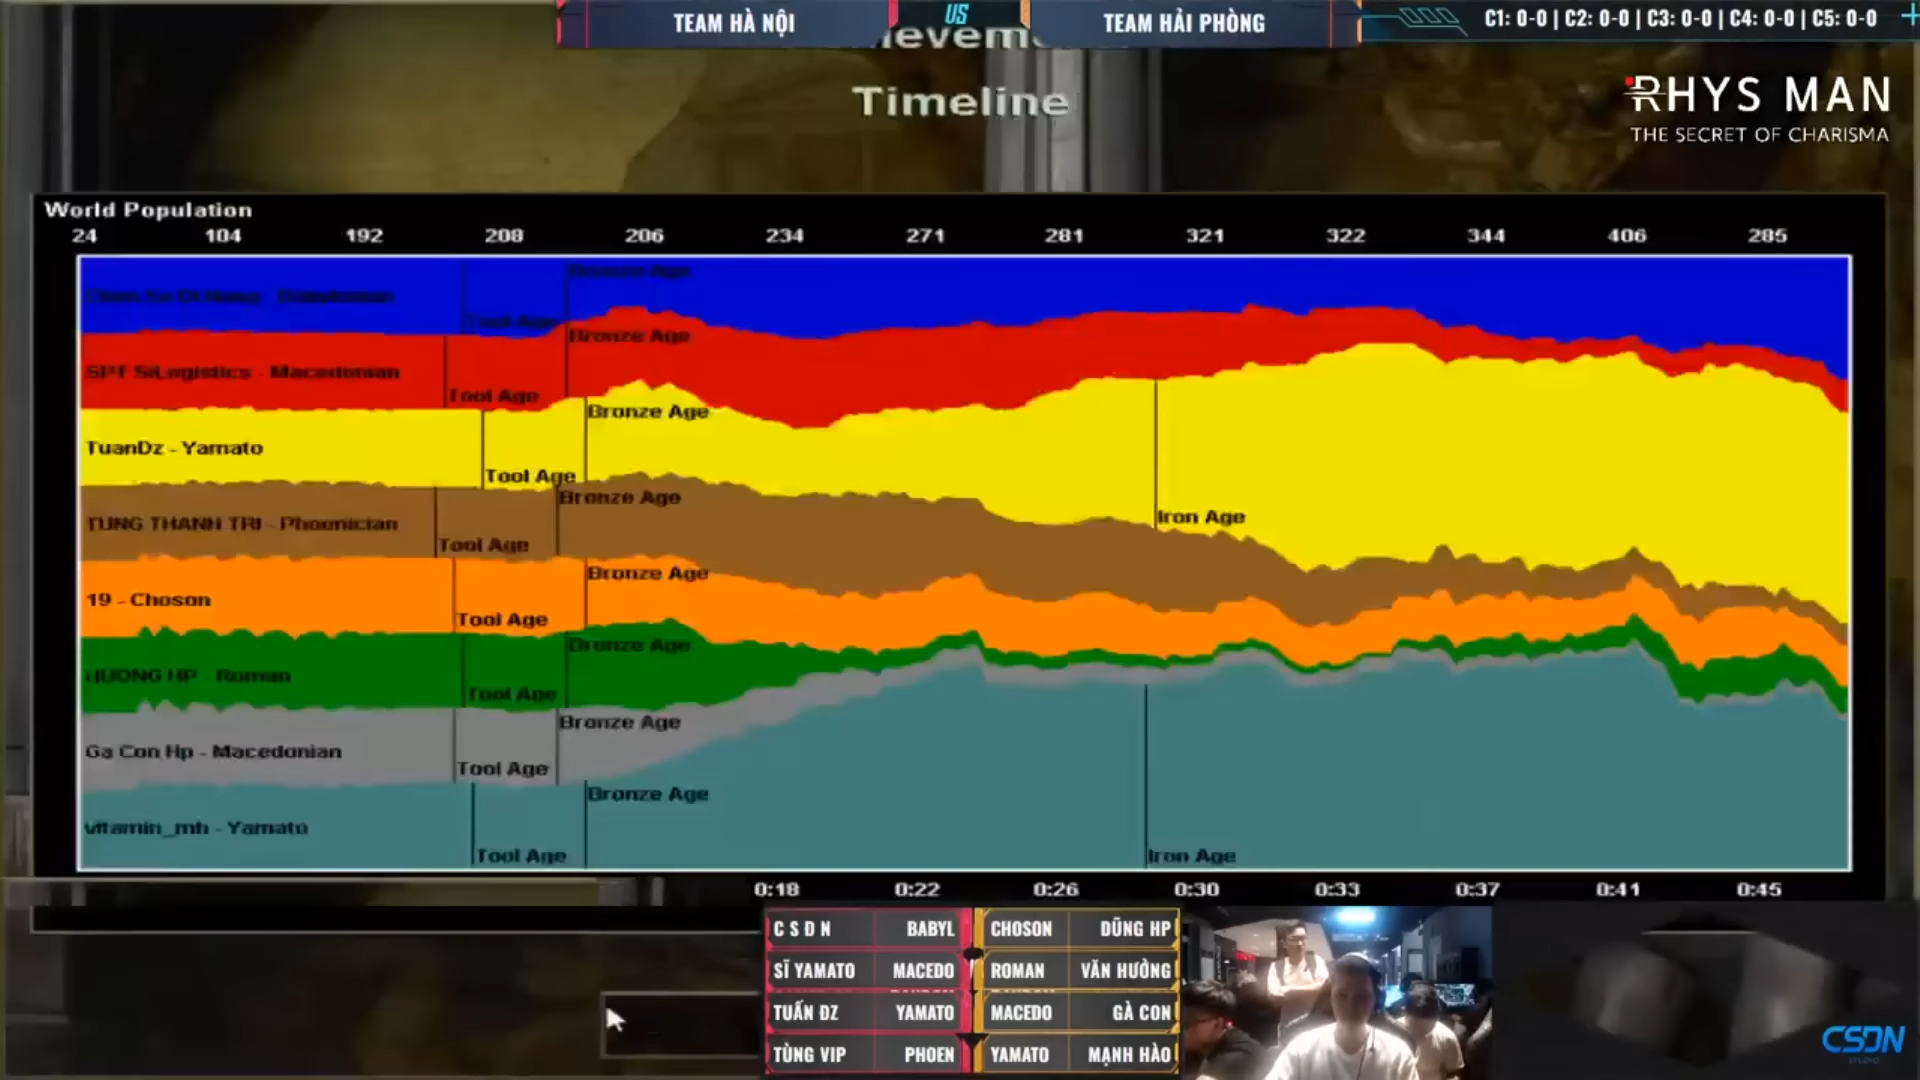 TEAM HÀ NỘI
US
TEAM HẢI PHÒNG
C1: 0-0 | C2: 0-0 | C3: 0-0 | C4: 0-0 | C5: 0-0
Timeline
RHYS MAN
THE SECRET OF CHARISMA
World Population
24 104 192 208 206 234 271 281 321 322 344 406 285
Bronze Age
Tool Age
Bronze Age
SPT SiLogistics - Macedonian
Tool Age
Bronze Age
TuanDz - Yamato
Tool Age
Bronze Age
TUNG THANH TRI - Phoenician
Tool Age
Iron Age
Bronze Age
19 - Choson
Tool Age
Bronze Age
HUONG HP - Roman
Tool Age
Bronze Age
Ga Con Hp - Macedonian
Tool Age
Bronze Age
vitamin_mh - Yamato
Tool Age
Iron Age
0:18 0:22 0:26 0:30 0:33 0:37 0:41 0:45
C S Đ N BABYL CHOSON DŨNG HP
SĨ YAMATO MACEDO ROMAN VĂN HƯỞNG
TUẤN DZ YAMATO MACEDO GÀ CON
TÙNG VIP PHOEN YAMATO MẠNH HÀO
CSDN
STUDIO